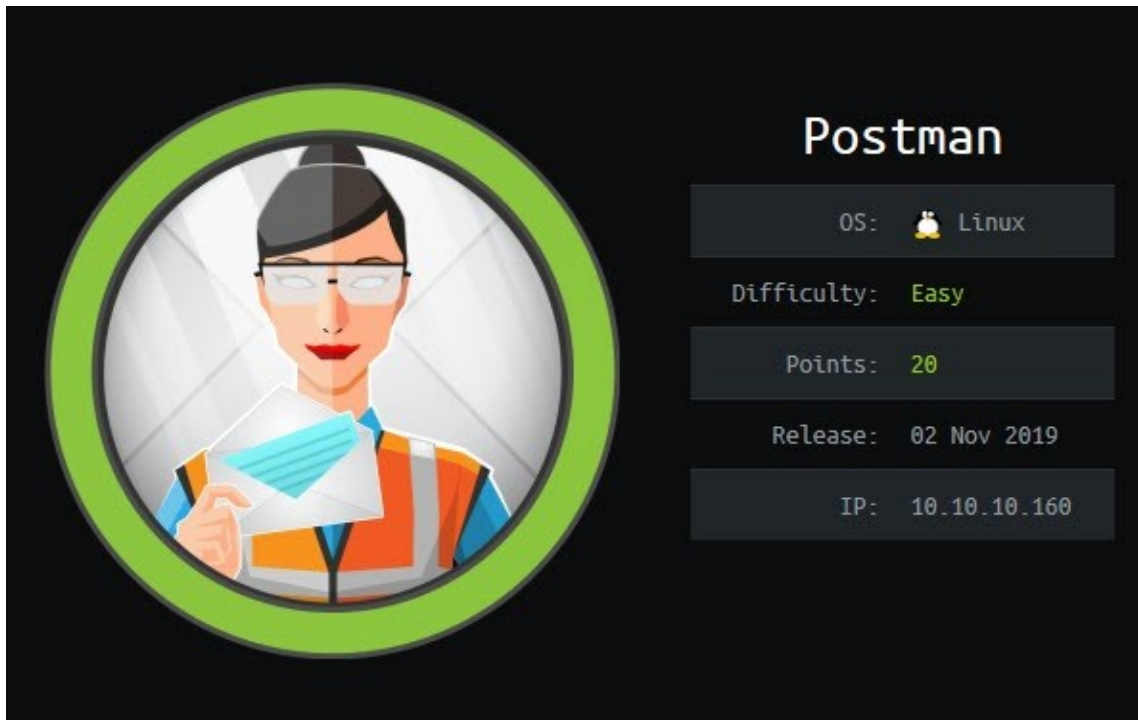 Postman
OS: Linux
Difficulty: Easy
Points: 20
Release: 02 Nov 2019
IP: 10.10.10.160